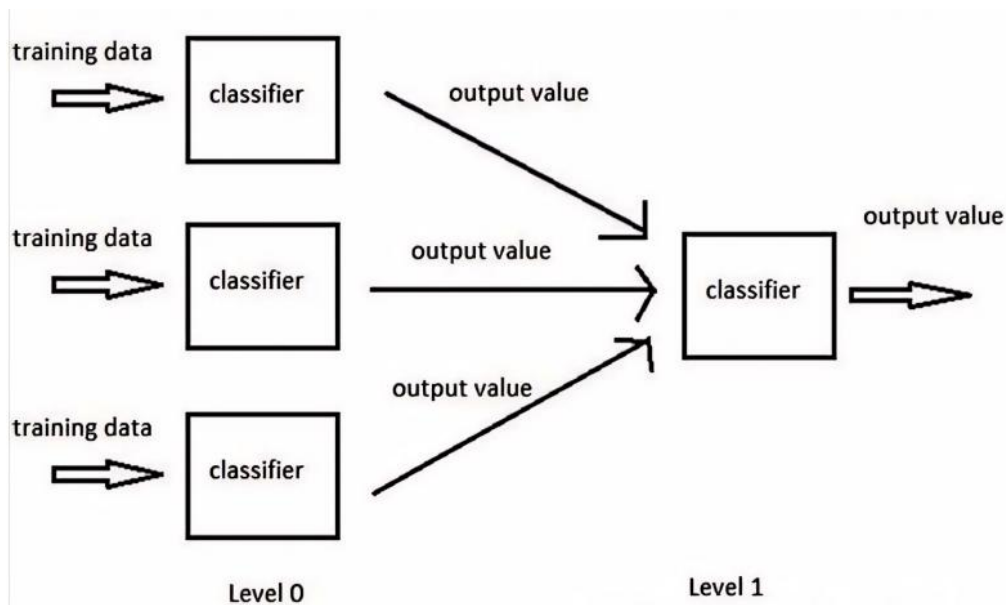 training data
classifier
output value
training data
classifier
output value
output value
classifier
training data
classifier
output value
Level 0
Level 1